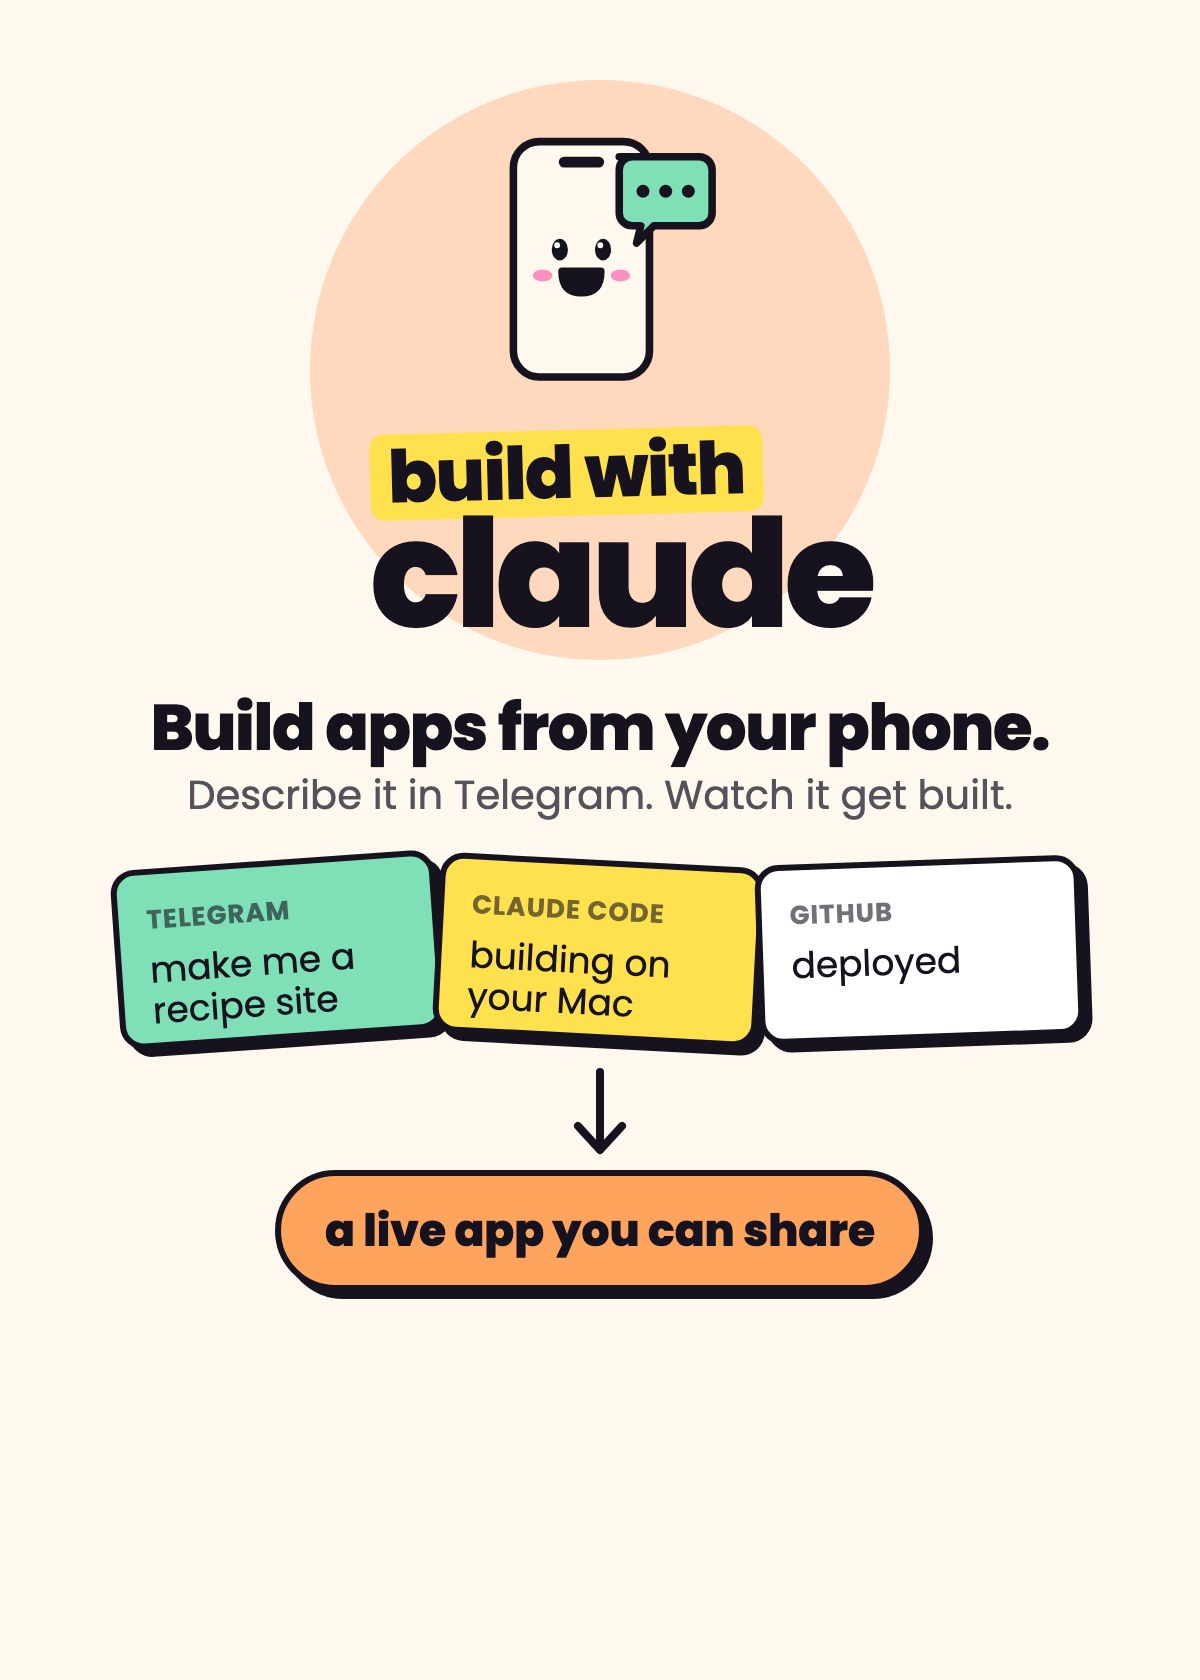 build with
claude
Build apps from your phone.
Describe it in Telegram. Watch it get built.
TELEGRAM
make me a
recipe site
CLAUDE CODE
building on
your Mac
GITHUB
deployed
a live app you can share